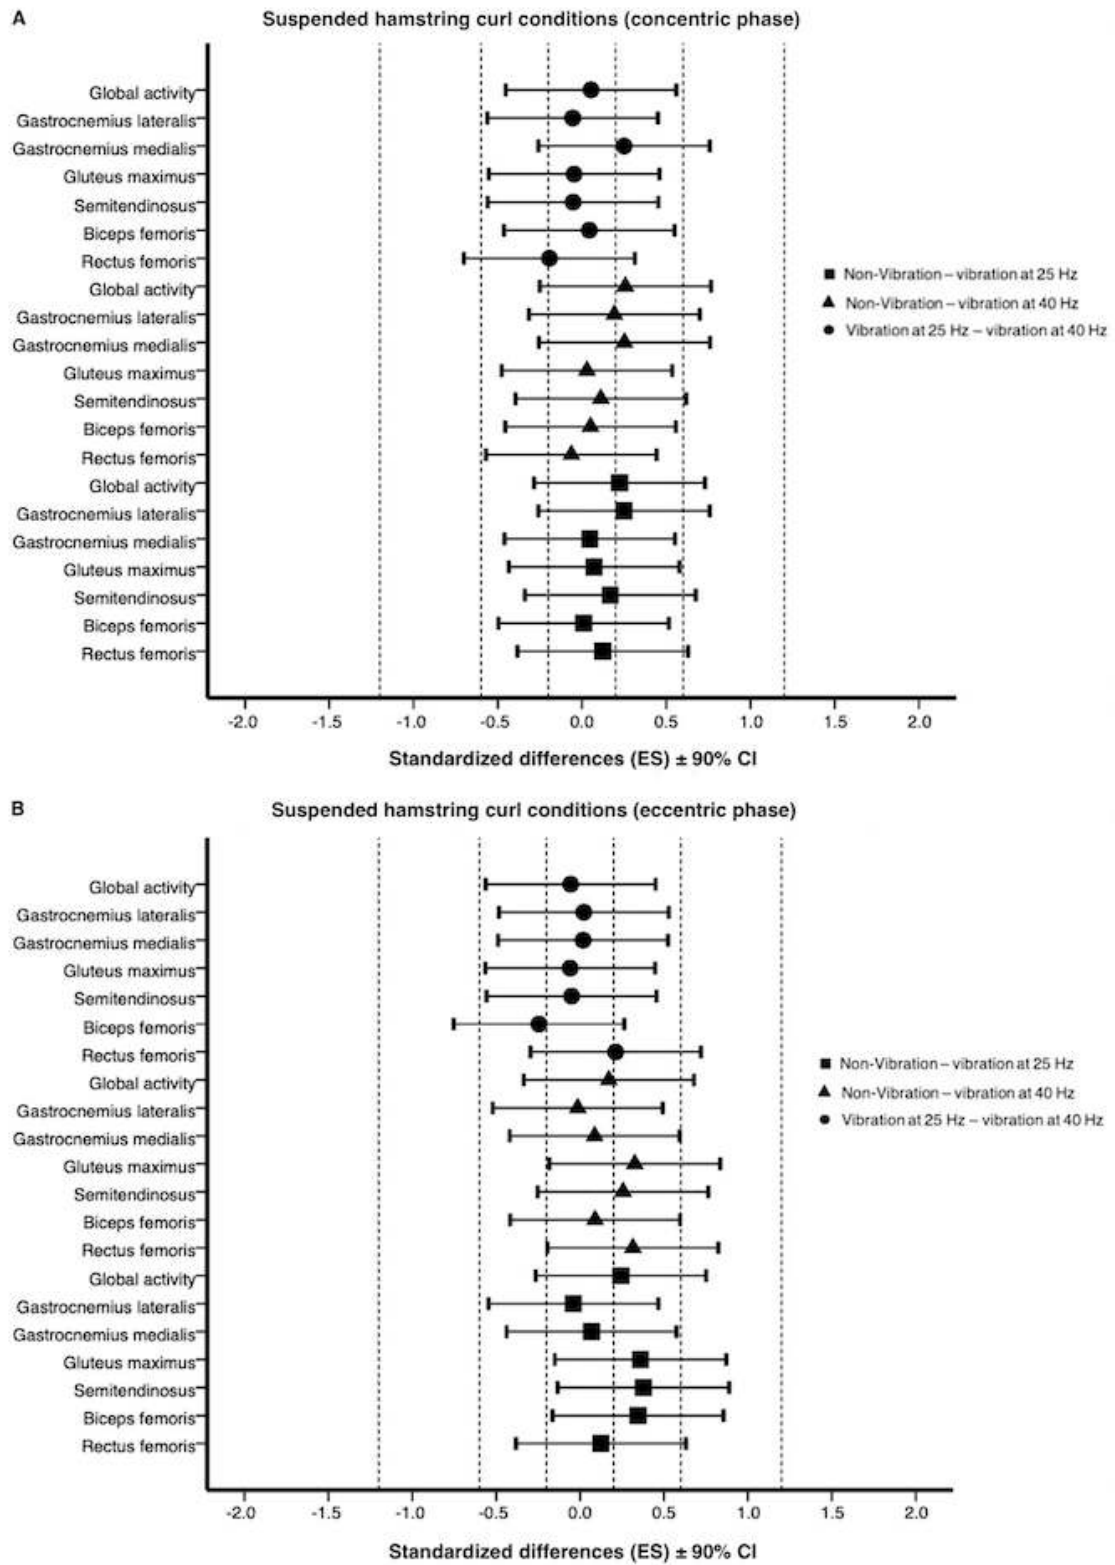 A
Suspended hamstring curl conditions (concentric phase)
Global activity
Gastrocnemius lateralis
Gastrocnemius medialis
Gluteus maximus
Semitendinosus
Biceps femoris
Rectus femoris
Global activity
Gastrocnemius lateralis
Gastrocnemius medialis
Gluteus maximus
Semitendinosus
Biceps femoris
Rectus femoris
Global activity
Gastrocnemius lateralis
Gastrocnemius medialis
Gluteus maximus
Semitendinosus
Biceps femoris
Rectus femoris
Non-Vibration – vibration at 25 Hz
Non-Vibration – vibration at 40 Hz
Vibration at 25 Hz – vibration at 40 Hz
-2.0 -1.5 -1.0 -0.5 0.0 0.5 1.0 1.5 2.0
Standardized differences (ES) ± 90% CI
B
Suspended hamstring curl conditions (eccentric phase)
Global activity
Gastrocnemius lateralis
Gastrocnemius medialis
Gluteus maximus
Semitendinosus
Biceps femoris
Rectus femoris
Global activity
Gastrocnemius lateralis
Gastrocnemius medialis
Gluteus maximus
Semitendinosus
Biceps femoris
Rectus femoris
Global activity
Gastrocnemius lateralis
Gastrocnemius medialis
Gluteus maximus
Semitendinosus
Biceps femoris
Rectus femoris
Non-Vibration – vibration at 25 Hz
Non-Vibration – vibration at 40 Hz
Vibration at 25 Hz – vibration at 40 Hz
-2.0 -1.5 -1.0 -0.5 0.0 0.5 1.0 1.5 2.0
Standardized differences (ES) ± 90% CI